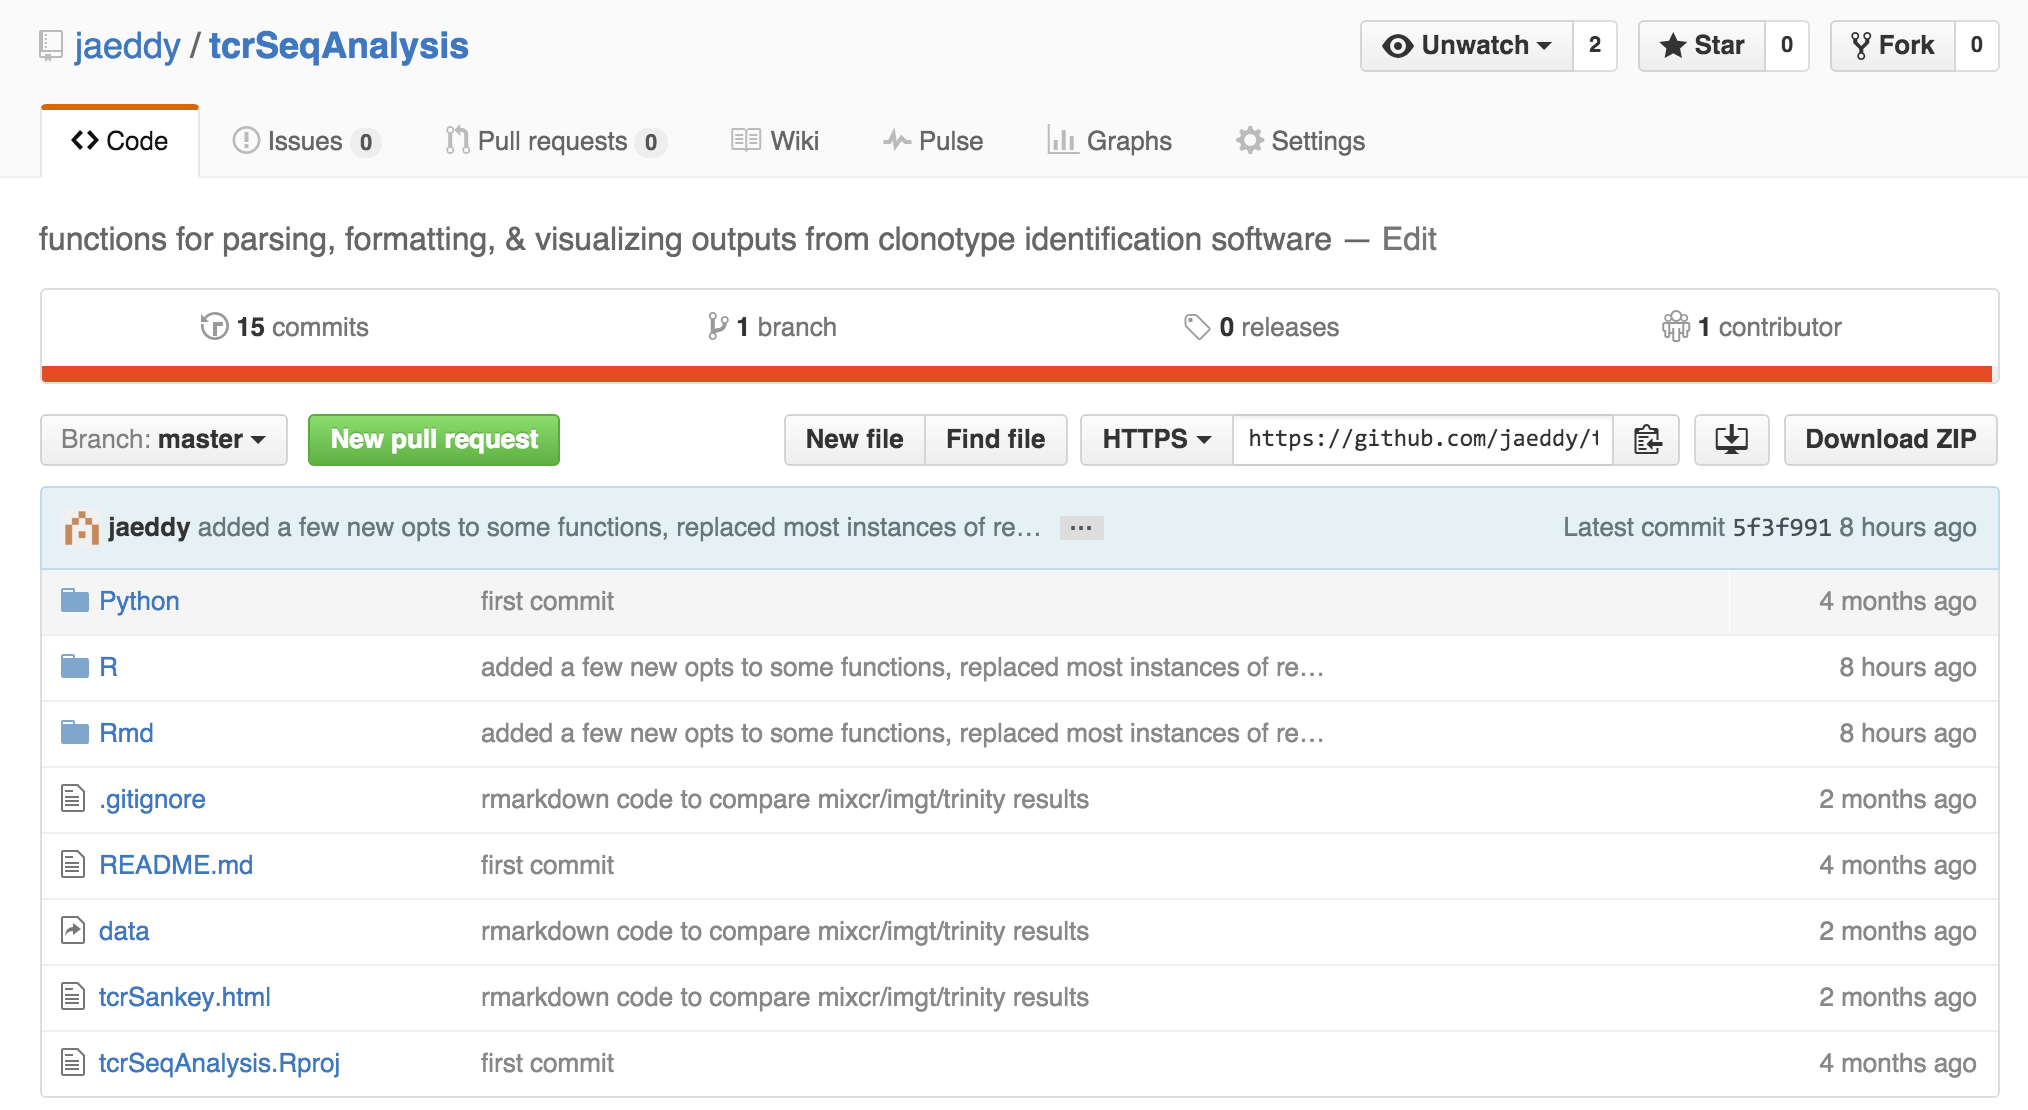 jaeddy / tcrSeqAnalysis
Unwatch 2
Star 0
Fork 0
Code
Issues 0
Pull requests 0
Wiki
Pulse
Graphs
Settings
functions for parsing, formatting, & visualizing outputs from clonotype identification software — Edit
15 commits
1 branch
0 releases
1 contributor
Branch: master
New pull request
New file
Find file
HTTPS
https://github.com/jaeddy/t
Download ZIP
jaeddy added a few new opts to some functions, replaced most instances of re… ... Latest commit 5f3f991 8 hours ago
Python first commit 4 months ago
R added a few new opts to some functions, replaced most instances of re… 8 hours ago
Rmd added a few new opts to some functions, replaced most instances of re… 8 hours ago
.gitignore rmarkdown code to compare mixcr/imgt/trinity results 2 months ago
README.md first commit 4 months ago
data rmarkdown code to compare mixcr/imgt/trinity results 2 months ago
tcrSankey.html rmarkdown code to compare mixcr/imgt/trinity results 2 months ago
tcrSeqAnalysis.Rproj first commit 4 months ago